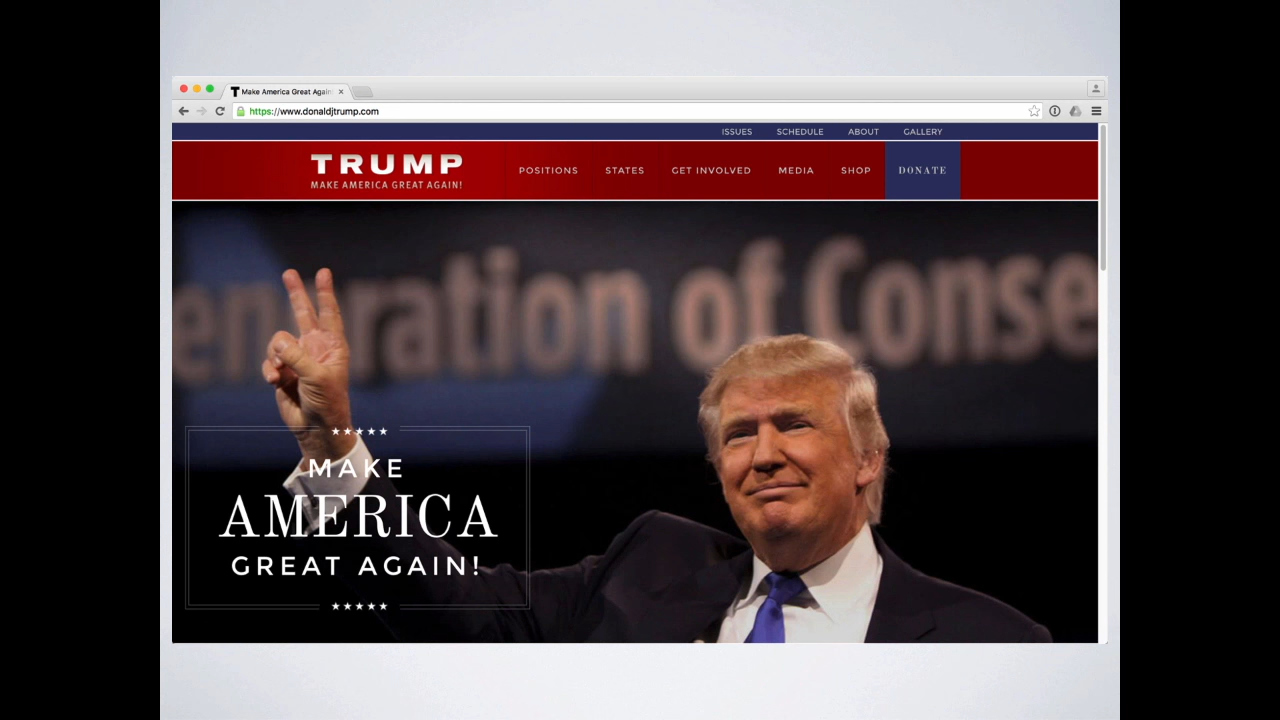 Make America Great Again
https://www.donaldjtrump.com
ISSUES SCHEDULE ABOUT GALLERY
TRUMP
MAKE AMERICA GREAT AGAIN!
POSITIONS STATES GET INVOLVED MEDIA SHOP DONATE
eneration of Conse
★★★★★
MAKE
AMERICA
GREAT AGAIN!
★★★★★